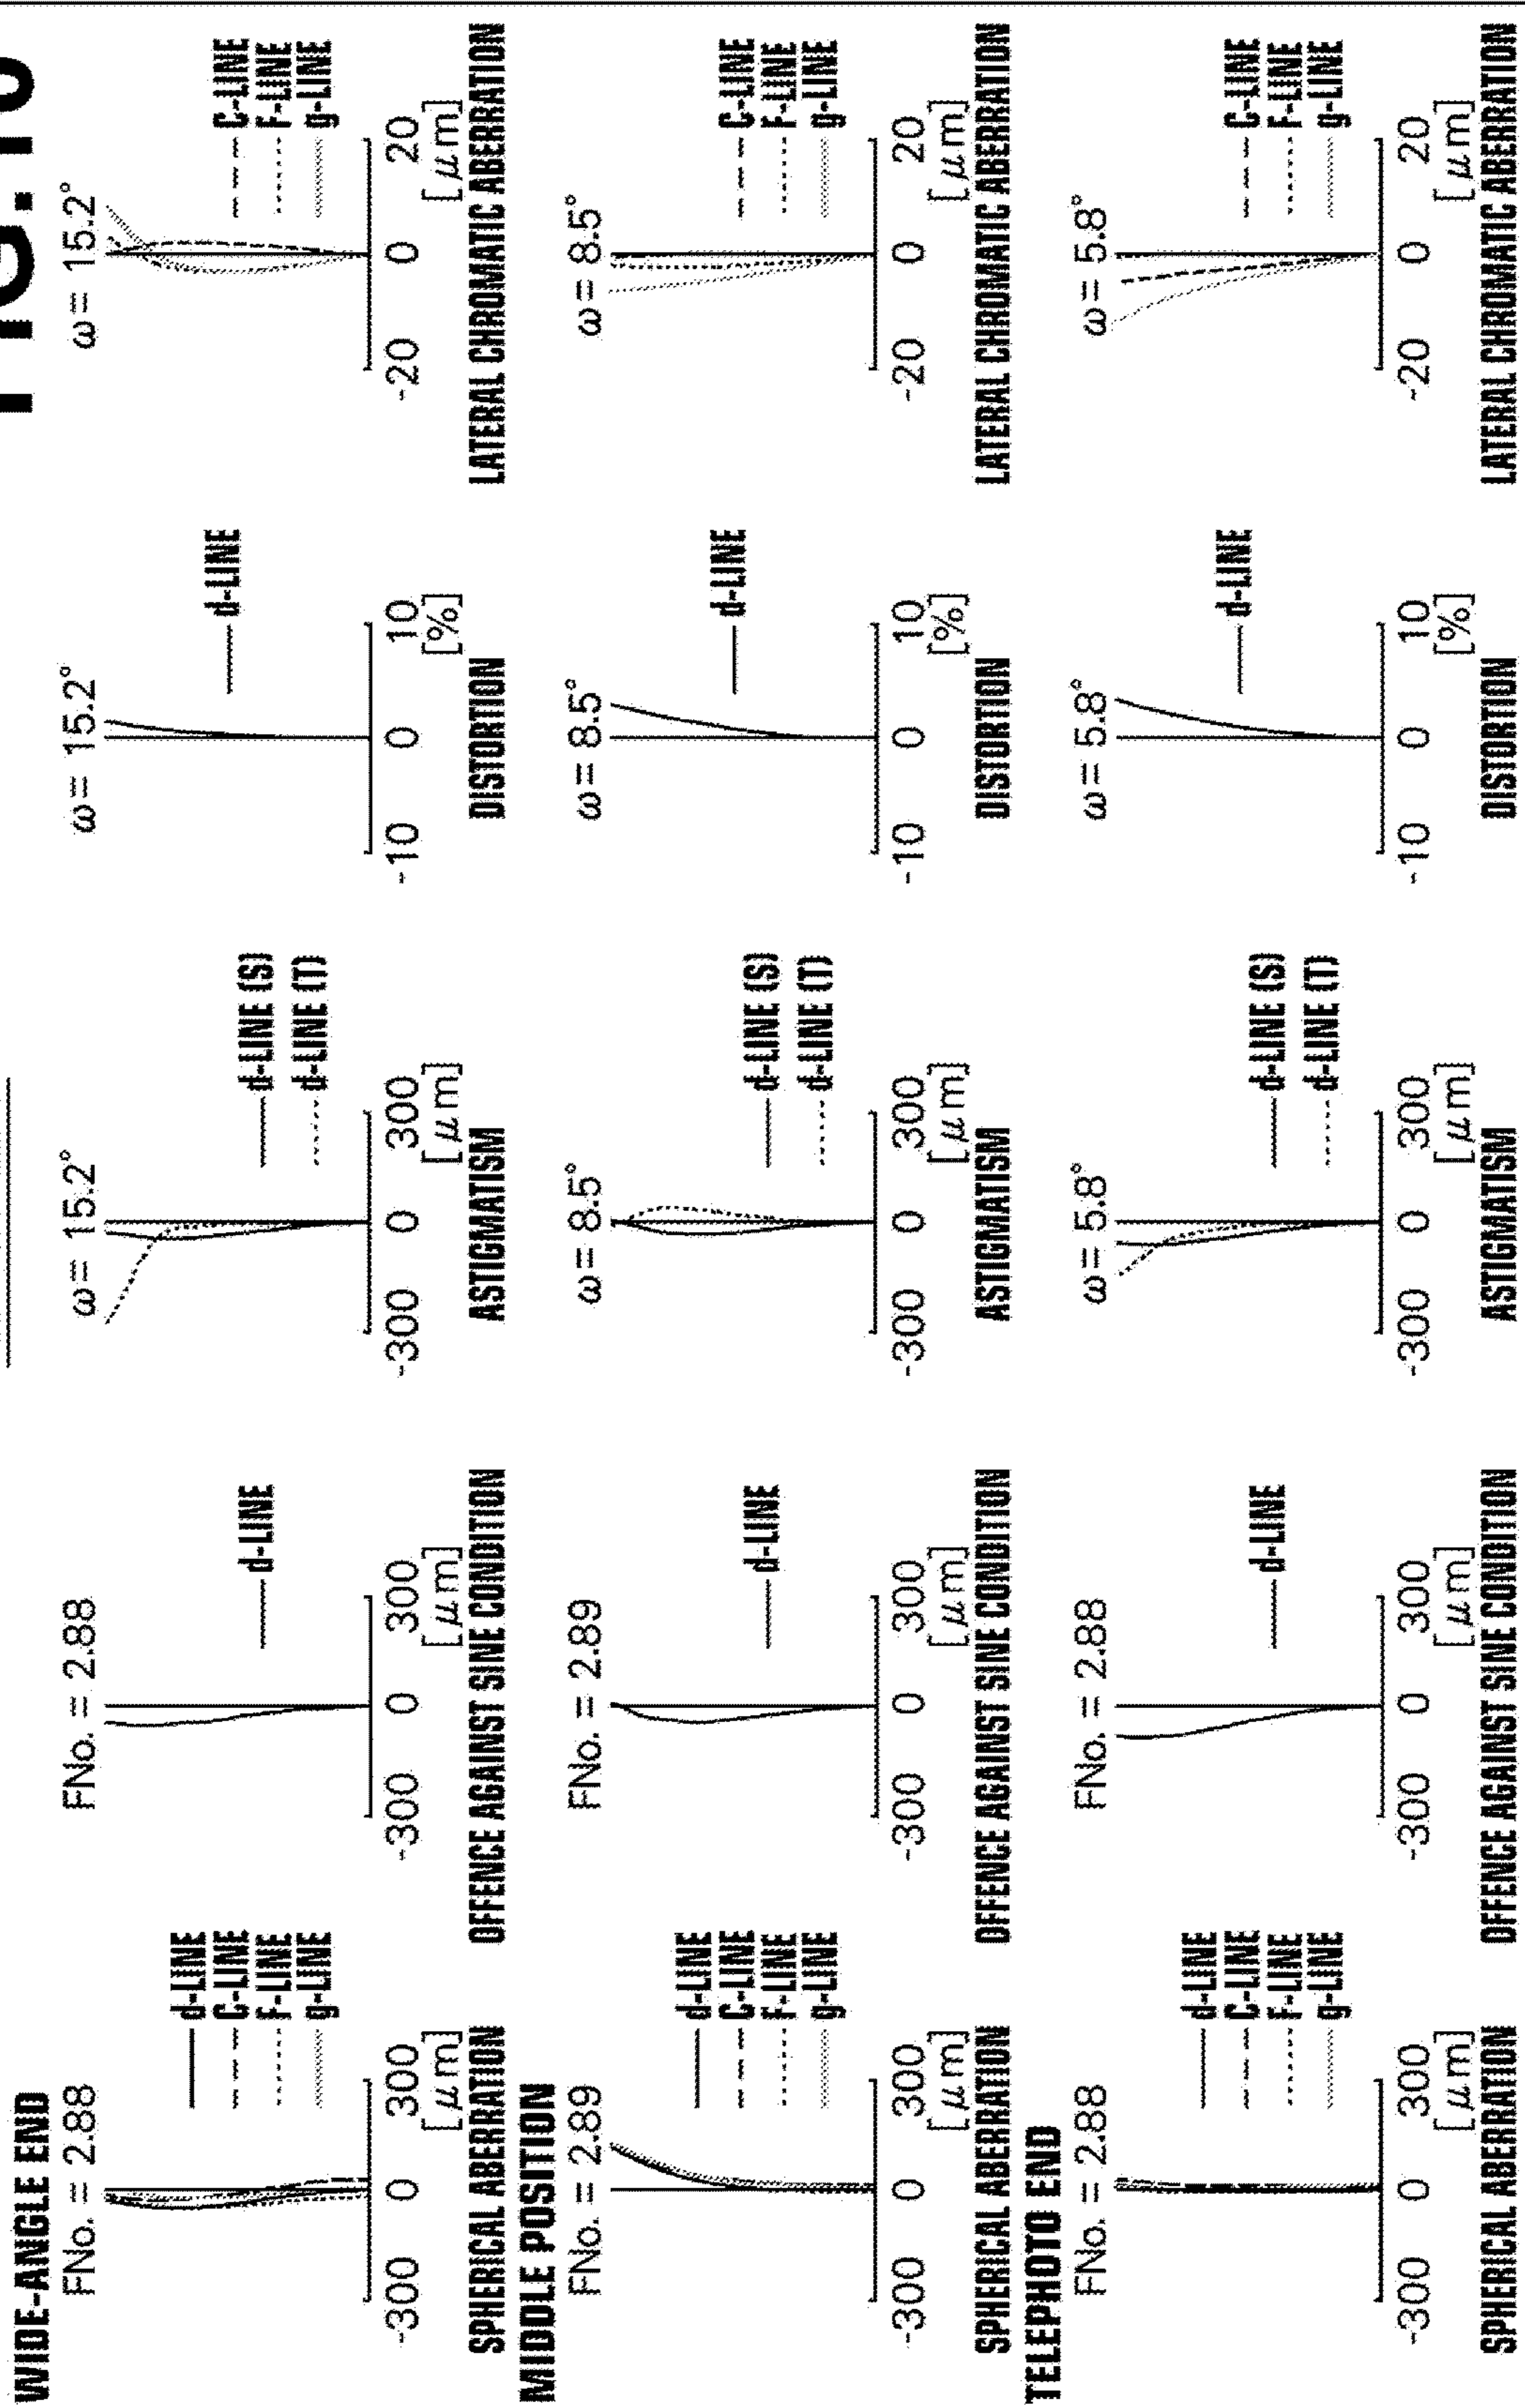 WIDE-ANGLE END
FNo. = 2.88
d-LINE
C-LINE
F-LINE
g-LINE
-300 0 300
[μm]
SPHERICAL ABERRATION
FNo. = 2.88
d-LINE
-300 0 300
[μm]
OFFENCE AGAINST SINE CONDITION
ω = 15.2°
d-LINE (S)
d-LINE (T)
-300 0 300
[μm]
ASTIGMATISM
ω = 15.2°
d-LINE
-10 0 10
[%]
DISTORTION
ω = 15.2°
C-LINE
F-LINE
g-LINE
-20 0 20
[μm]
LATERAL CHROMATIC ABERRATION
MIDDLE POSITION
FNo. = 2.89
d-LINE
C-LINE
F-LINE
g-LINE
-300 0 300
[μm]
SPHERICAL ABERRATION
FNo. = 2.89
d-LINE
-300 0 300
[μm]
OFFENCE AGAINST SINE CONDITION
ω = 8.5°
d-LINE (S)
d-LINE (T)
-300 0 300
[μm]
ASTIGMATISM
ω = 8.5°
d-LINE
-10 0 10
[%]
DISTORTION
ω = 8.5°
C-LINE
F-LINE
g-LINE
-20 0 20
[μm]
LATERAL CHROMATIC ABERRATION
TELEPHOTO END
FNo. = 2.88
d-LINE
C-LINE
F-LINE
g-LINE
-300 0 300
[μm]
SPHERICAL ABERRATION
FNo. = 2.88
d-LINE
-300 0 300
[μm]
OFFENCE AGAINST SINE CONDITION
ω = 5.8°
d-LINE (S)
d-LINE (T)
-300 0 300
[μm]
ASTIGMATISM
ω = 5.8°
d-LINE
-10 0 10
[%]
DISTORTION
ω = 5.8°
C-LINE
F-LINE
g-LINE
-20 0 20
[μm]
LATERAL CHROMATIC ABERRATION